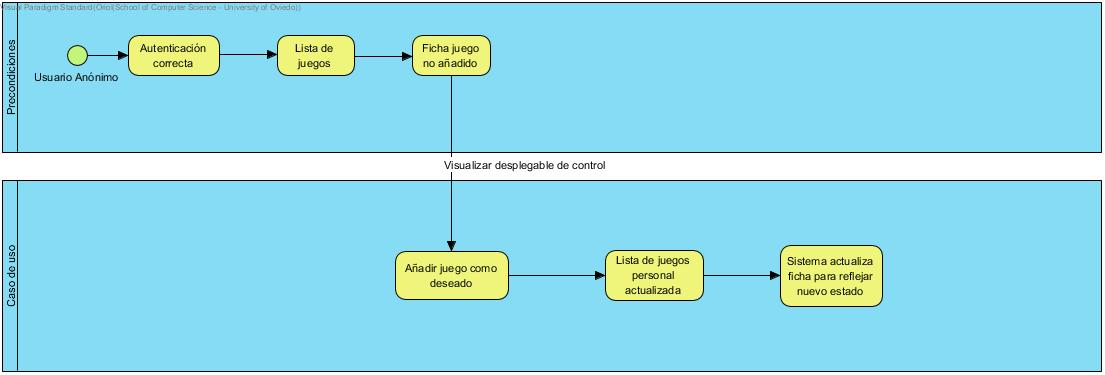 Visual Paradigm Standard(Oriol(School of Computer Science - University of Oviedo))
Precondiciones
Usuario Anónimo
Autenticación
correcta
Lista de
juegos
Ficha juego
no añadido
Visualizar desplegable de control
Caso de uso
Añadir juego como
deseado
Lista de juegos
personal
actualizada
Sistema actualiza
ficha para reflejar
nuevo estado